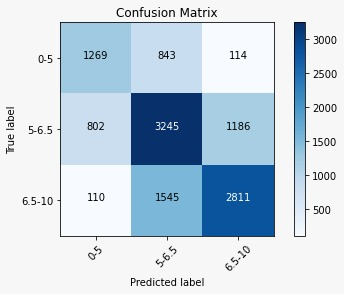 Confusion Matrix
0-5 1269 843 114
5-6.5 802 3245 1186
6.5-10 110 1545 2811
0-5 5-6.5 6.5-10
True label
Predicted label
3000
2500
2000
1500
1000
500